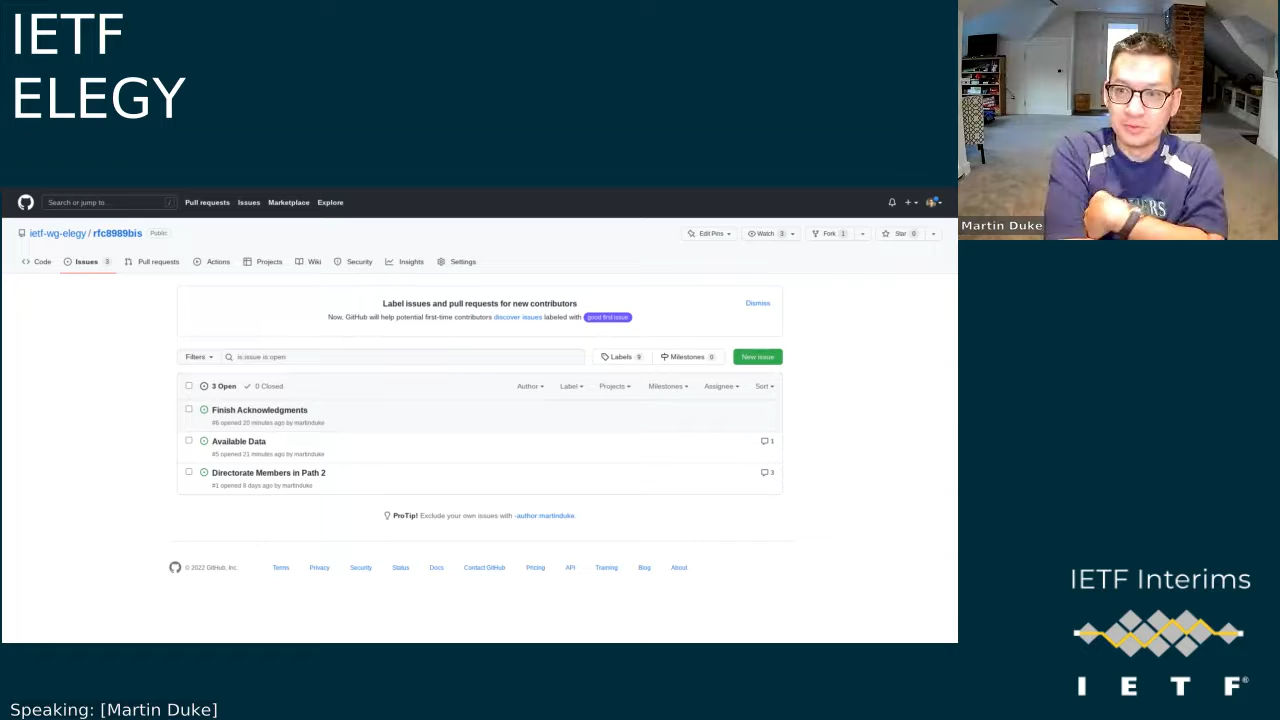 IETF
ELEGY
Search or jump to...
/
Pull requests
Issues
Marketplace
Explore
ietf-wg-elegy / rfc8989bis
Public
Edit Pins
Watch 3
Fork 1
Star 0
Code
Issues 3
Pull requests
Actions
Projects
Wiki
Security
Insights
Settings
Label issues and pull requests for new contributors
Dismiss
Now, GitHub will help potential first-time contributors discover issues labeled with good first issue
Filters
is:issue is:open
Labels 9
Milestones 0
New issue
3 Open
0 Closed
Author
Label
Projects
Milestones
Assignee
Sort
Finish Acknowledgments
#6 opened 20 minutes ago by martinduke
Available Data
1
#5 opened 21 minutes ago by martinduke
Directorate Members in Path 2
3
#1 opened 8 days ago by martinduke
ProTip! Exclude your own issues with -author:martinduke.
© 2022 GitHub, Inc.
Terms
Privacy
Security
Status
Docs
Contact GitHub
Pricing
API
Training
Blog
About
Martin Duke
IETF Interims
I E T F®
Speaking: [Martin Duke]